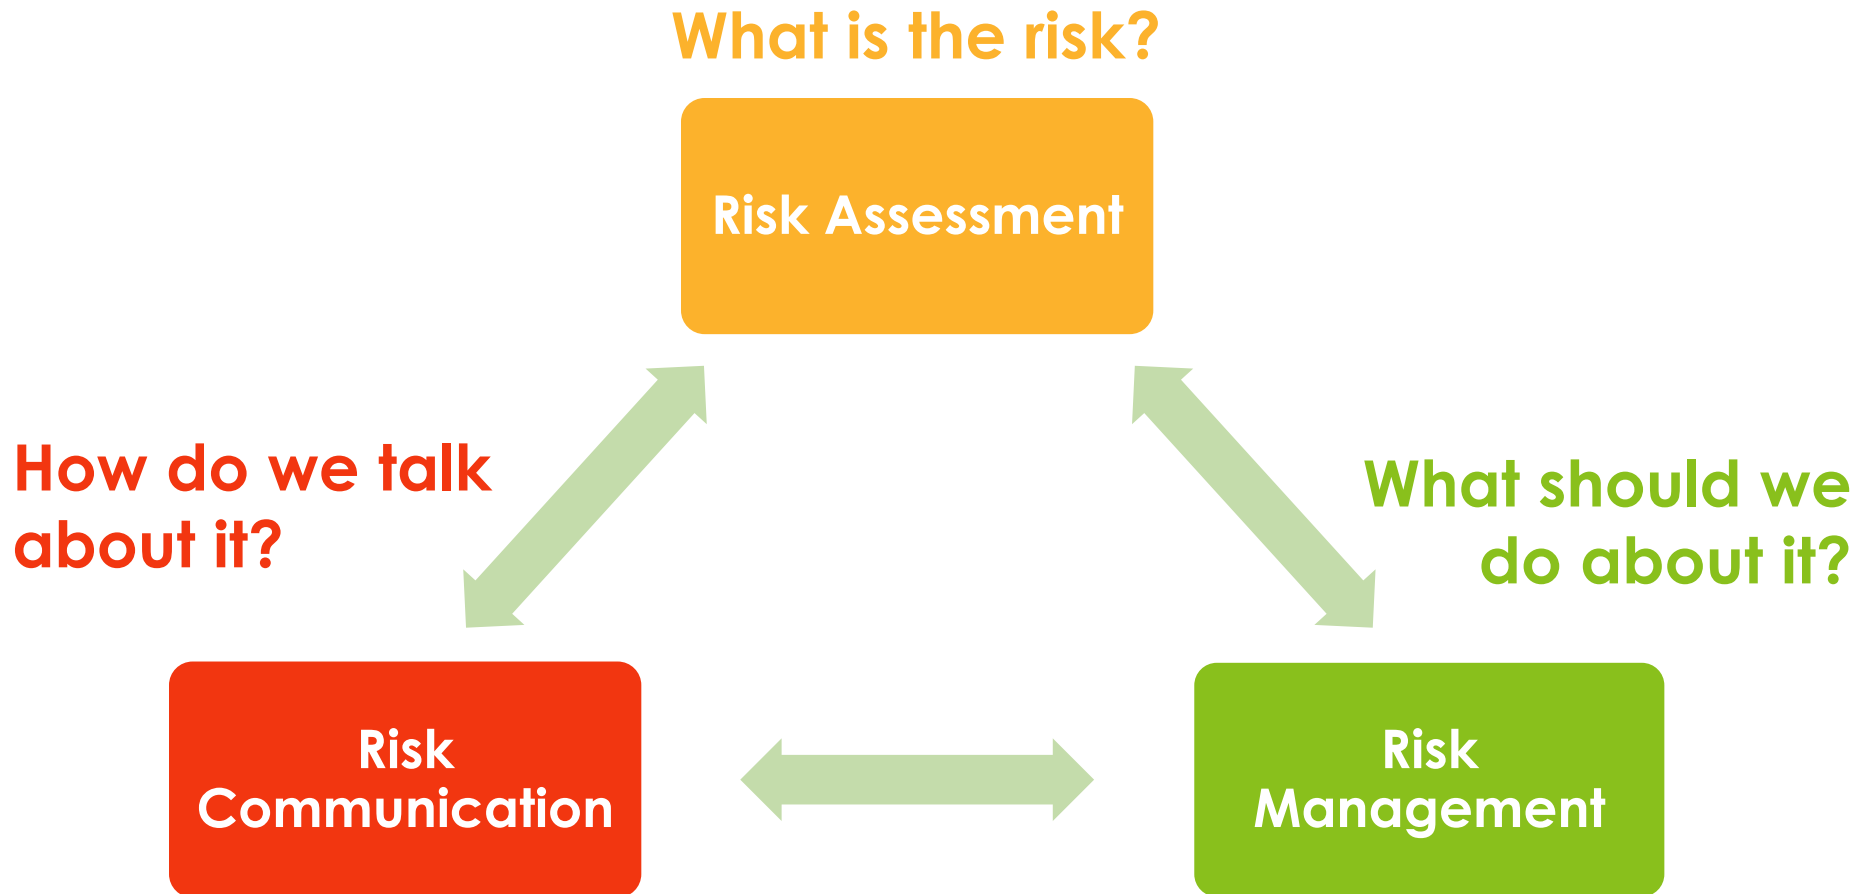 What is the risk?
Risk Assessment
How do we talk
about it?
What should we
do about it?
Risk
Communication
Risk
Management